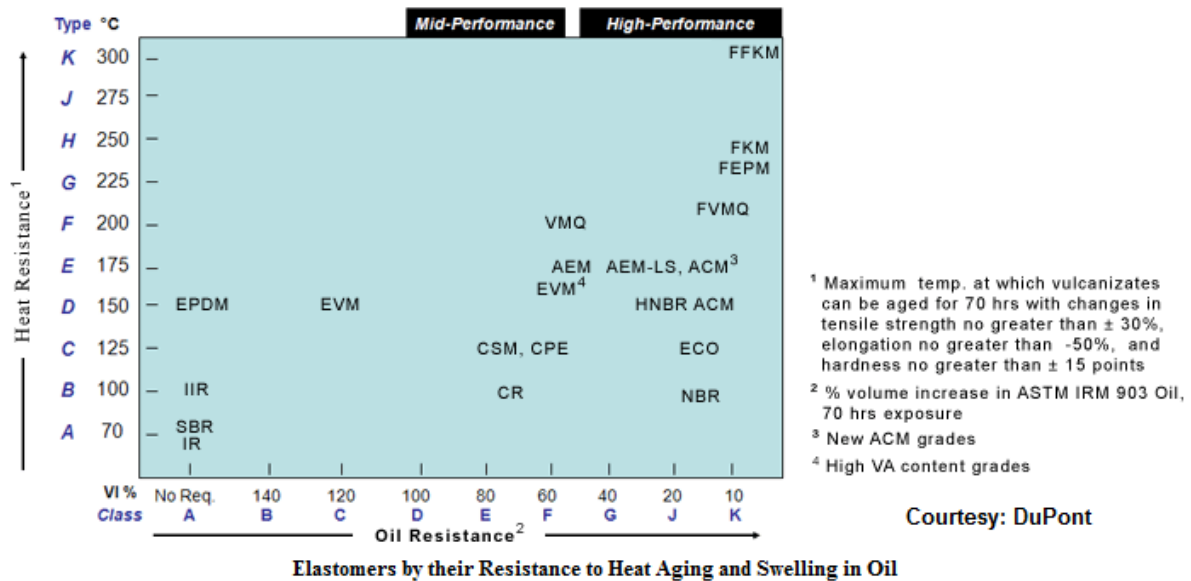 Mid-Performance High-Performance
Type °C
K 300 FFKM
J 275
H 250 FKM
FEPM
G 225
FVMQ
F 200 VMQ
E 175 AEM AEM-LS, ACM³
EVM⁴
D 150 EPDM EVM HNBR ACM
C 125 CSM, CPE ECO
B 100 IIR CR NBR
SBR
A 70
IR
Heat Resistance¹
VI % No Req. 140 120 100 80 60 40 20 10
Class A B C D E F G J K
Oil Resistance²
¹ Maximum temp. at which vulcanizates
can be aged for 70 hrs with changes in
tensile strength no greater than ± 30%,
elongation no greater than -50%, and
hardness no greater than ± 15 points
² % volume increase in ASTM IRM 903 Oil,
70 hrs exposure
³ New ACM grades
⁴ High VA content grades
Courtesy: DuPont
Elastomers by their Resistance to Heat Aging and Swelling in Oil